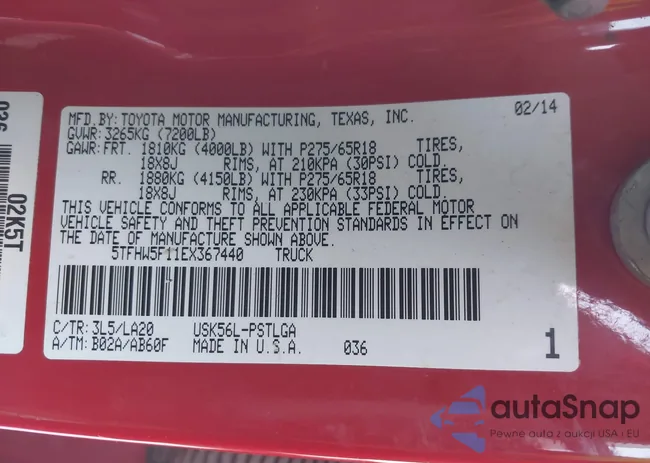 MFD.BY: TOYOTA MOTOR MANUFACTURING, TEXAS, INC. 02/14
GVWR: 3265KG (7200LB)
GAWR: FRT. 1810KG (4000LB) WITH P275/65R18 TIRES,
18X8J RIMS, AT 210KPA (30PSI) COLD.
RR. 1880KG (4150LB) WITH P275/65R18 TIRES,
18X8J RIMS, AT 230KPA (33PSI) COLD.
THIS VEHICLE CONFORMS TO ALL APPLICABLE FEDERAL MOTOR
VEHICLE SAFETY AND THEFT PREVENTION STANDARDS IN EFFECT ON
THE DATE OF MANUFACTURE SHOWN ABOVE.
5TFHW5F11EX367440 TRUCK
C/TR: 3L5/LA20 USK56L-PSTLGA
A/TM: B02A/AB60F MADE IN U.S.A. 036 1
036
02K5T
autaSnap
Pewne auta z aukcji USA i EU